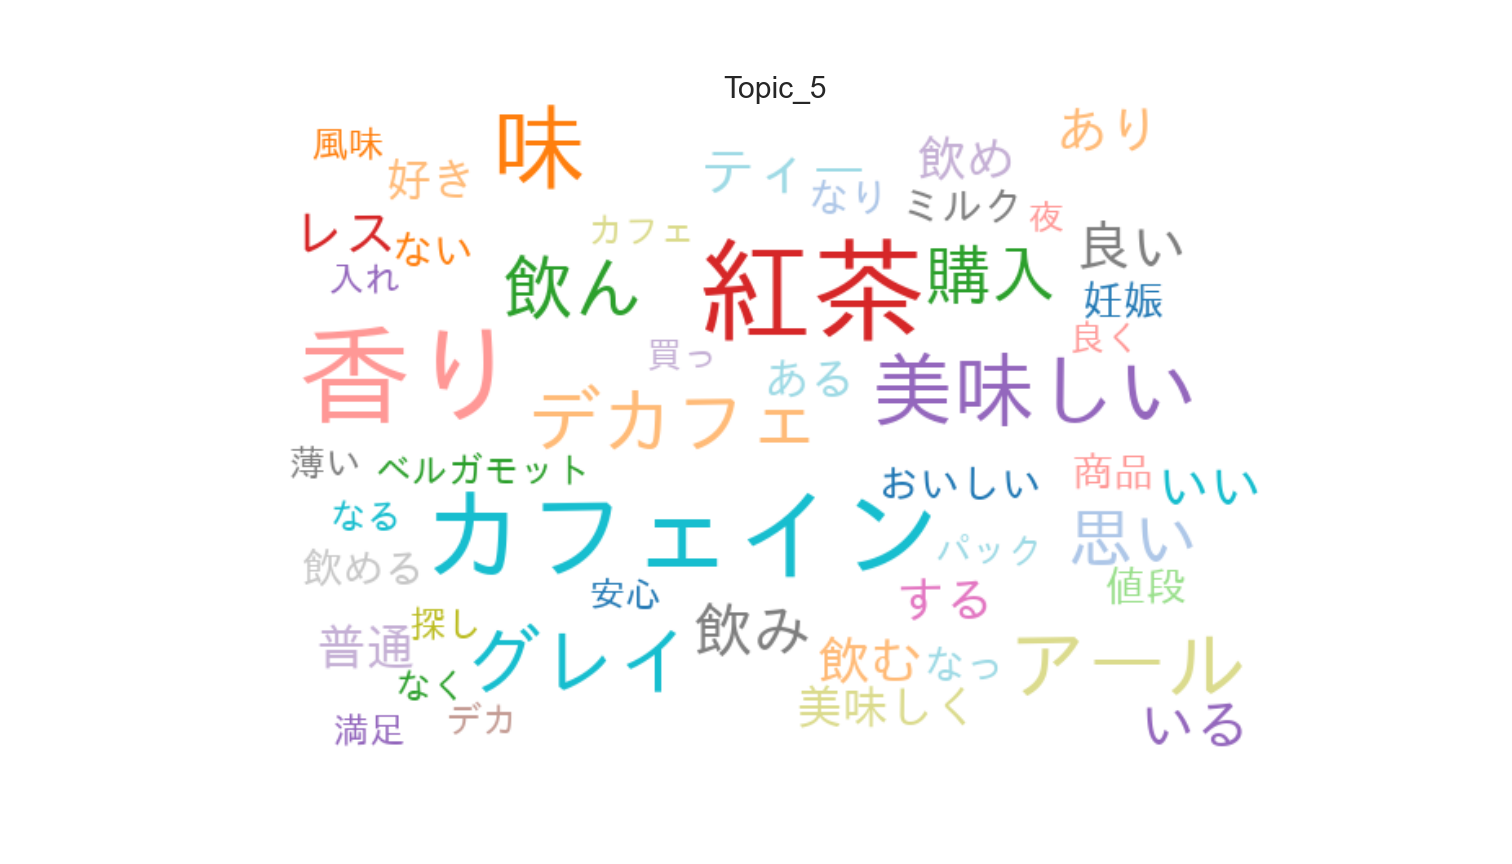 Topic_5
味
あり
風味
好き
ティー
飲め
なり
ミルク
夜
レス
ない
カフェ
良い
入れ
飲ん
紅茶
購入
妊娠
香り
買っ
ある
良く
デカフェ
美味しい
薄い
ベルガモット
おいしい
商品
いい
なる
カフェイン
パック
思い
飲める
安心
する
値段
探し
普通
グレイ
飲み
飲む
なっ
アール
なく
美味しく
満足
デカ
いる